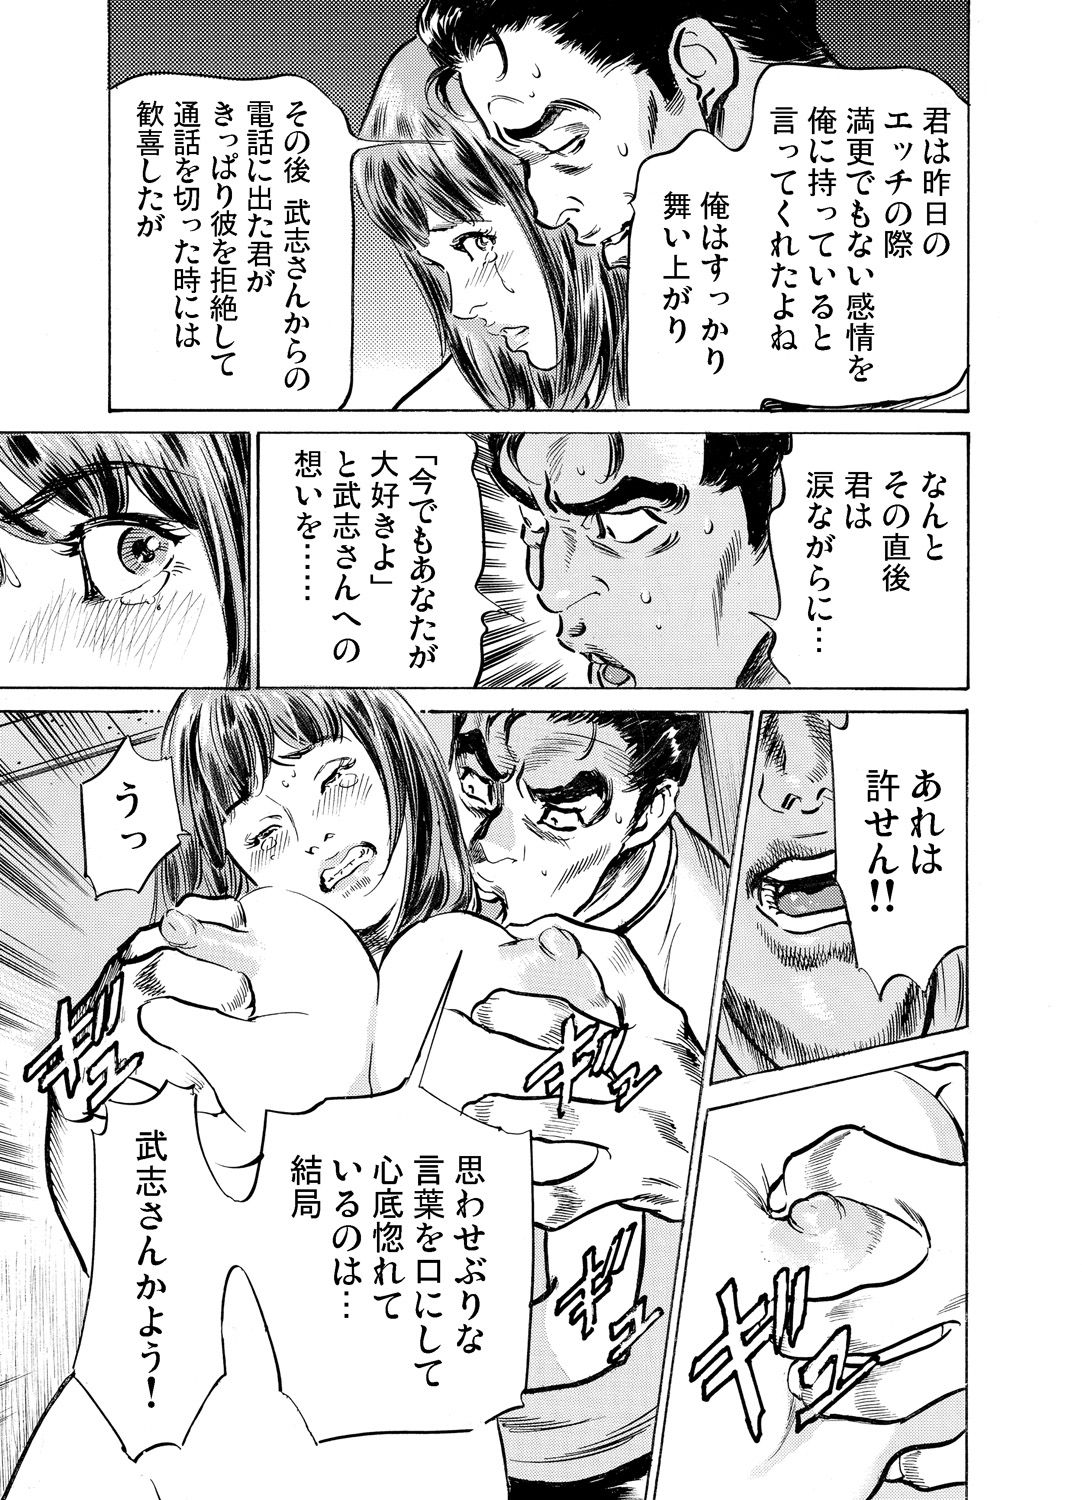 君は昨日の
エッチの際
満更でもない感情を
俺に持っていると
言ってくれたよね
俺はすっかり
舞い上がり
その後 武志さんからの
電話に出た君が
きっぱり彼を拒絶して
通話を切った時には
歓喜したが
なんと
その直後
君は
涙ながらに…
「今でもあなたが
大好きよ」
と武志さんへの
想いを……
あれは
許せん!!
うっ
ギュ
ギュ
ギュ
ギュ
思わせぶりな
言葉を口にして
心底惚れて
いるのは…
結局
武志さんかよう!